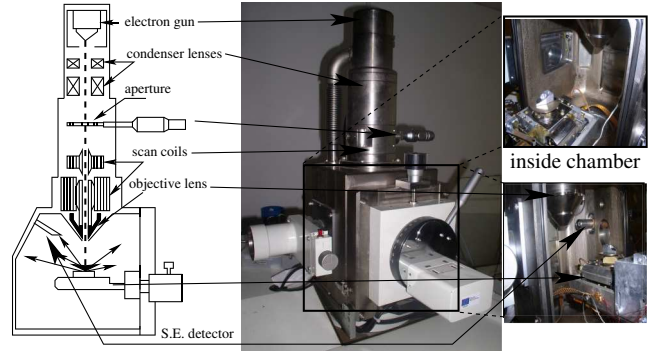 electron gun
condenser lenses
aperture
scan coils
objective lens
inside chamber
S.E. detector